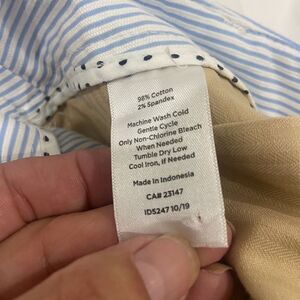 98% Cotton
2% Spandex
Machine Wash Cold
Gentle Cycle
Only Non-Chlorine Bleach
When Needed
Tumble Dry Low
Cool Iron, If Needed
Made in Indonesia
CA# 23147
IDS247 10/19